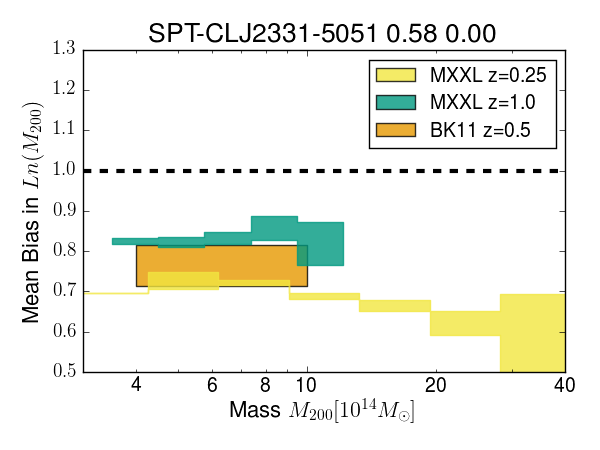 SPT-CLJ2331-5051 0.58 0.00
1.3
1.2
1.1
1.0
0.9
0.8
0.7
0.6
0.5
Mean Bias in Ln(M200)
MXXL z=0.25
MXXL z=1.0
BK11 z=0.5
4 6 8 10 20 40
Mass M200[10^14 M⊙]